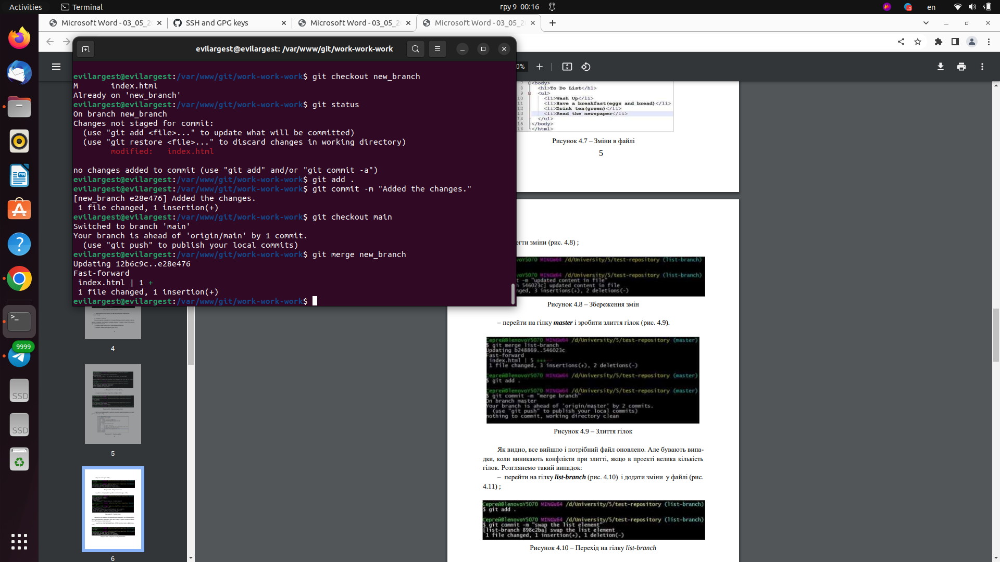 Activities
Terminal
гру 9 00:16
en
Microsoft Word - 03_05_2
SSH and GPG keys
Microsoft Word - 03_05_2
Microsoft Word - 03_05_2
evilargest@evilargest: /var/www/git/work-work-work
0%
evilargest@evilargest:/var/www/git/work-work-work$ git checkout new_branch
M index.html
Already on 'new_branch'
evilargest@evilargest:/var/www/git/work-work-work$ git status
On branch new_branch
Changes not staged for commit:
(use "git add <file>..." to update what will be committed)
(use "git restore <file>..." to discard changes in working directory)
modified: index.html
no changes added to commit (use "git add" and/or "git commit -a")
evilargest@evilargest:/var/www/git/work-work-work$ git add .
evilargest@evilargest:/var/www/git/work-work-work$ git commit -m "Added the changes."
[new_branch e28e476] Added the changes.
1 file changed, 1 insertion(+)
evilargest@evilargest:/var/www/git/work-work-work$ git checkout main
Switched to branch 'main'
Your branch is ahead of 'origin/main' by 1 commit.
(use "git push" to publish your local commits)
evilargest@evilargest:/var/www/git/work-work-work$ git merge new_branch
Updating 12b6c9c..e28e476
Fast-forward
index.html | 1 +
1 file changed, 1 insertion(+)
evilargest@evilargest:/var/www/git/work-work-work$
9999
SSD
SSD
4
5
6
7 <body>
8 <h1>To Do List</h1>
9 <ul>
10 <li>Wash Up</li>
11 <li>Have a breakfast(eggs and bread)</li>
12 <li>Drink tea(green)</li>
13 <li>Read the newspaper</li>
14 </ul>
15 </body>
16 </html>
Рисунок 4.7 – Зміни в файлі
5
егти зміни (рис. 4.8) ;
novoY5070 MINGW64 /d/University/5/test-repository (list-branch)
novoY5070 MINGW64 /d/University/5/test-repository (list-branch)
t -m "updated content in file"
h 546023c] updated content in file
nged, 3 insertions(+), 2 deletions(-)
Рисунок 4.8 – Збереження змін
– перейти на гілку master і зробити злиття гілок (рис. 4.9).
Сергей@lenovoY5070 MINGW64 /d/University/5/test-repository (master)
$ git merge list-branch
Updating b248869..546023c
Fast-forward
index.html | 5 +++--
1 file changed, 3 insertions(+), 2 deletions(-)
Сергей@lenovoY5070 MINGW64 /d/University/5/test-repository (master)
$ git add .
Сергей@lenovoY5070 MINGW64 /d/University/5/test-repository (master)
$ git commit -m "merge branch"
On branch master
Your branch is ahead of 'origin/master' by 2 commits.
(use "git push" to publish your local commits)
nothing to commit, working directory clean
Рисунок 4.9 – Злиття гілок
Як видно, все вийшло і потрібний файл оновлено. Але бувають випа-
дки, коли виникають конфлікти при злитті, якщо в проекті велика кількість
гілок. Розглянемо такий випадок:
– перейти на гілку list-branch (рис. 4.10) і додати зміни у файлі (рис.
4.11) ;
Сергей@lenovoY5070 MINGW64 /d/University/5/test-repository (list-branch)
$ git add .
Сергей@lenovoY5070 MINGW64 /d/University/5/test-repository (list-branch)
$ git commit -m "swap the list element"
[list-branch 898c2ba] swap the list element
1 file changed, 1 insertion(+), 1 deletion(-)
Рисунок 4.10 – Перехід на гілку list-branch